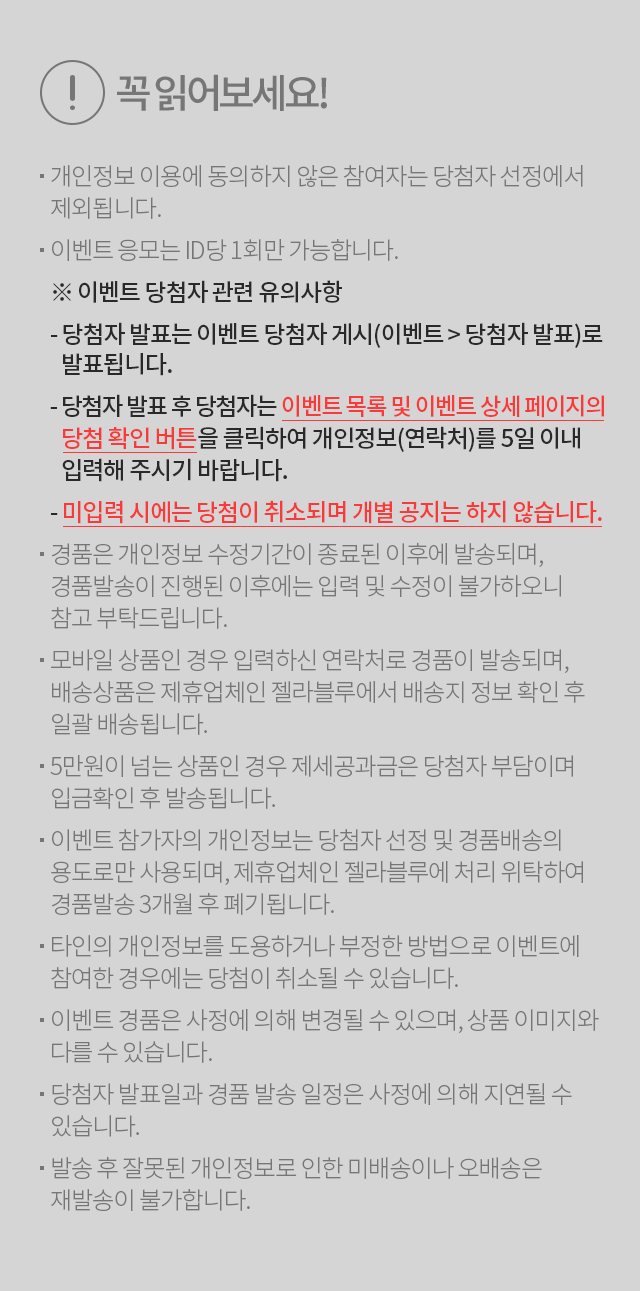 ! 꼭 읽어보세요!
· 개인정보 이용에 동의하지 않은 참여자는 당첨자 선정에서
제외됩니다.
· 이벤트 응모는 ID당 1회만 가능합니다.
※ 이벤트 당첨자 관련 유의사항
- 당첨자 발표는 이벤트 당첨자 게시(이벤트 > 당첨자 발표)로
발표됩니다.
- 당첨자 발표 후 당첨자는 이벤트 목록 및 이벤트 상세 페이지의
당첨 확인 버튼을 클릭하여 개인정보(연락처)를 5일 이내
입력해 주시기 바랍니다.
- 미입력 시에는 당첨이 취소되며 개별 공지는 하지 않습니다.
· 경품은 개인정보 수정기간이 종료된 이후에 발송되며,
경품발송이 진행된 이후에는 입력 및 수정이 불가하오니
참고 부탁드립니다.
· 모바일 상품인 경우 입력하신 연락처로 경품이 발송되며,
배송상품은 제휴업체인 젤라블루에서 배송지 정보 확인 후
일괄 배송됩니다.
· 5만원이 넘는 상품인 경우 제세공과금은 당첨자 부담이며
입금확인 후 발송됩니다.
· 이벤트 참가자의 개인정보는 당첨자 선정 및 경품배송의
용도로만 사용되며, 제휴업체인 젤라블루에 처리 위탁하여
경품발송 3개월 후 폐기됩니다.
· 타인의 개인정보를 도용하거나 부정한 방법으로 이벤트에
참여한 경우에는 당첨이 취소될 수 있습니다.
· 이벤트 경품은 사정에 의해 변경될 수 있으며, 상품 이미지와
다를 수 있습니다.
· 당첨자 발표일과 경품 발송 일정은 사정에 의해 지연될 수
있습니다.
· 발송 후 잘못된 개인정보로 인한 미배송이나 오배송은
재발송이 불가합니다.